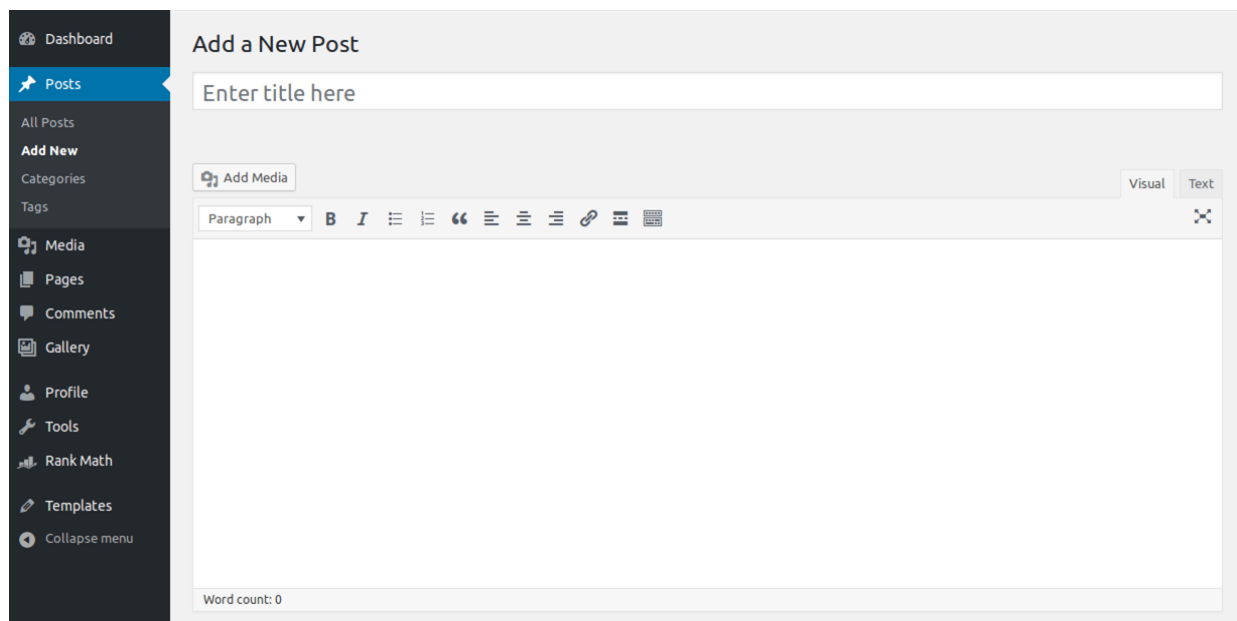 Dashboard
Posts
All Posts
Add New
Categories
Tags
Media
Pages
Comments
Gallery
Profile
Tools
Rank Math
Templates
Collapse menu
Add a New Post
Enter title here
Add Media
Visual Text
Paragraph B I
Word count: 0